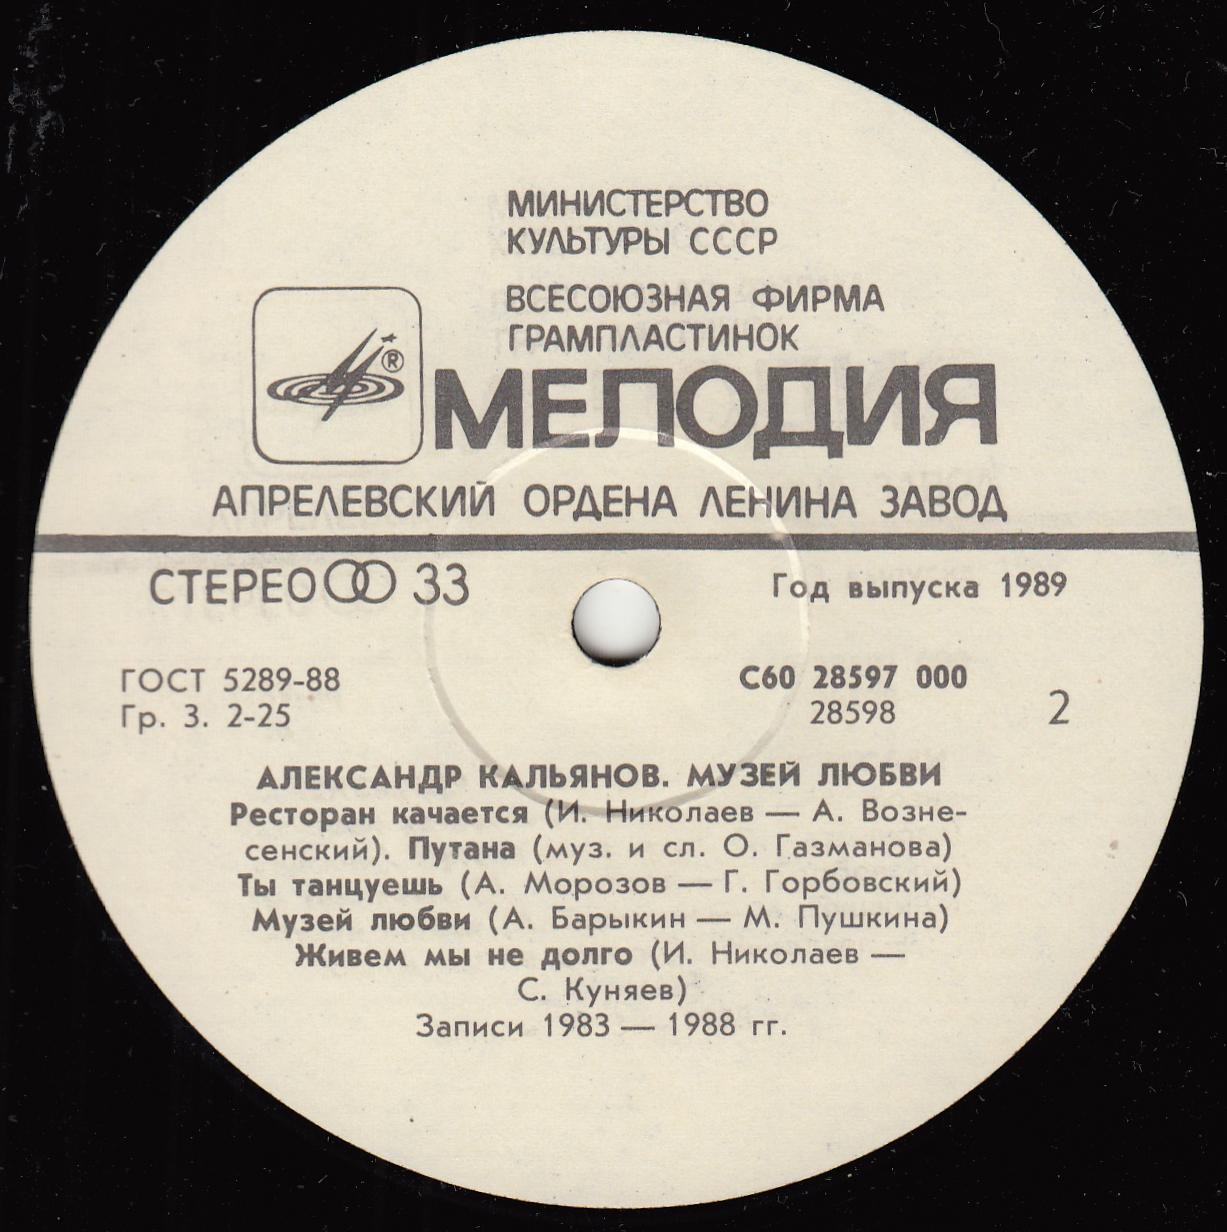 МИНИСТЕРСТВО
КУЛЬТУРЫ СССР
ВСЕСОЮЗНАЯ ФИРМА
ГРАМПЛАСТИНОК
®
МЕЛОДИЯ
АПРЕЛЕВСКИЙ ОРДЕНА ЛЕНИНА ЗАВОД
СТЕРЕО 33
Год выпуска 1989
ГОСТ 5289-88
Гр. 3. 2-25
С60 28597 000
28598
2
АЛЕКСАНДР КАЛЬЯНОВ. МУЗЕЙ ЛЮБВИ
Ресторан качается (И. Николаев — А. Возне-
сенский). Путана (муз. и сл. О. Газманова)
Ты танцуешь (А. Морозов — Г. Горбовский)
Музей любви (А. Барыкин — М. Пушкина)
Живем мы не долго (И. Николаев —
С. Куняев)
Записи 1983 — 1988 гг.